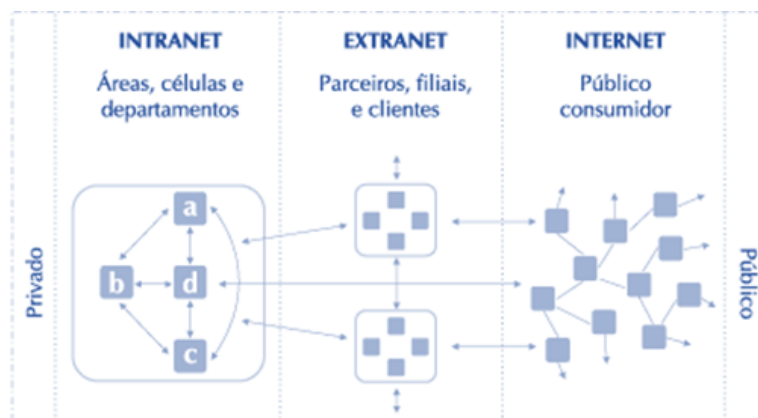 INTRANET
Áreas, células e
departamentos
EXTRANET
Parceiros, filiais,
e clientes
INTERNET
Público
consumidor
Privado
a
b
d
c
Público